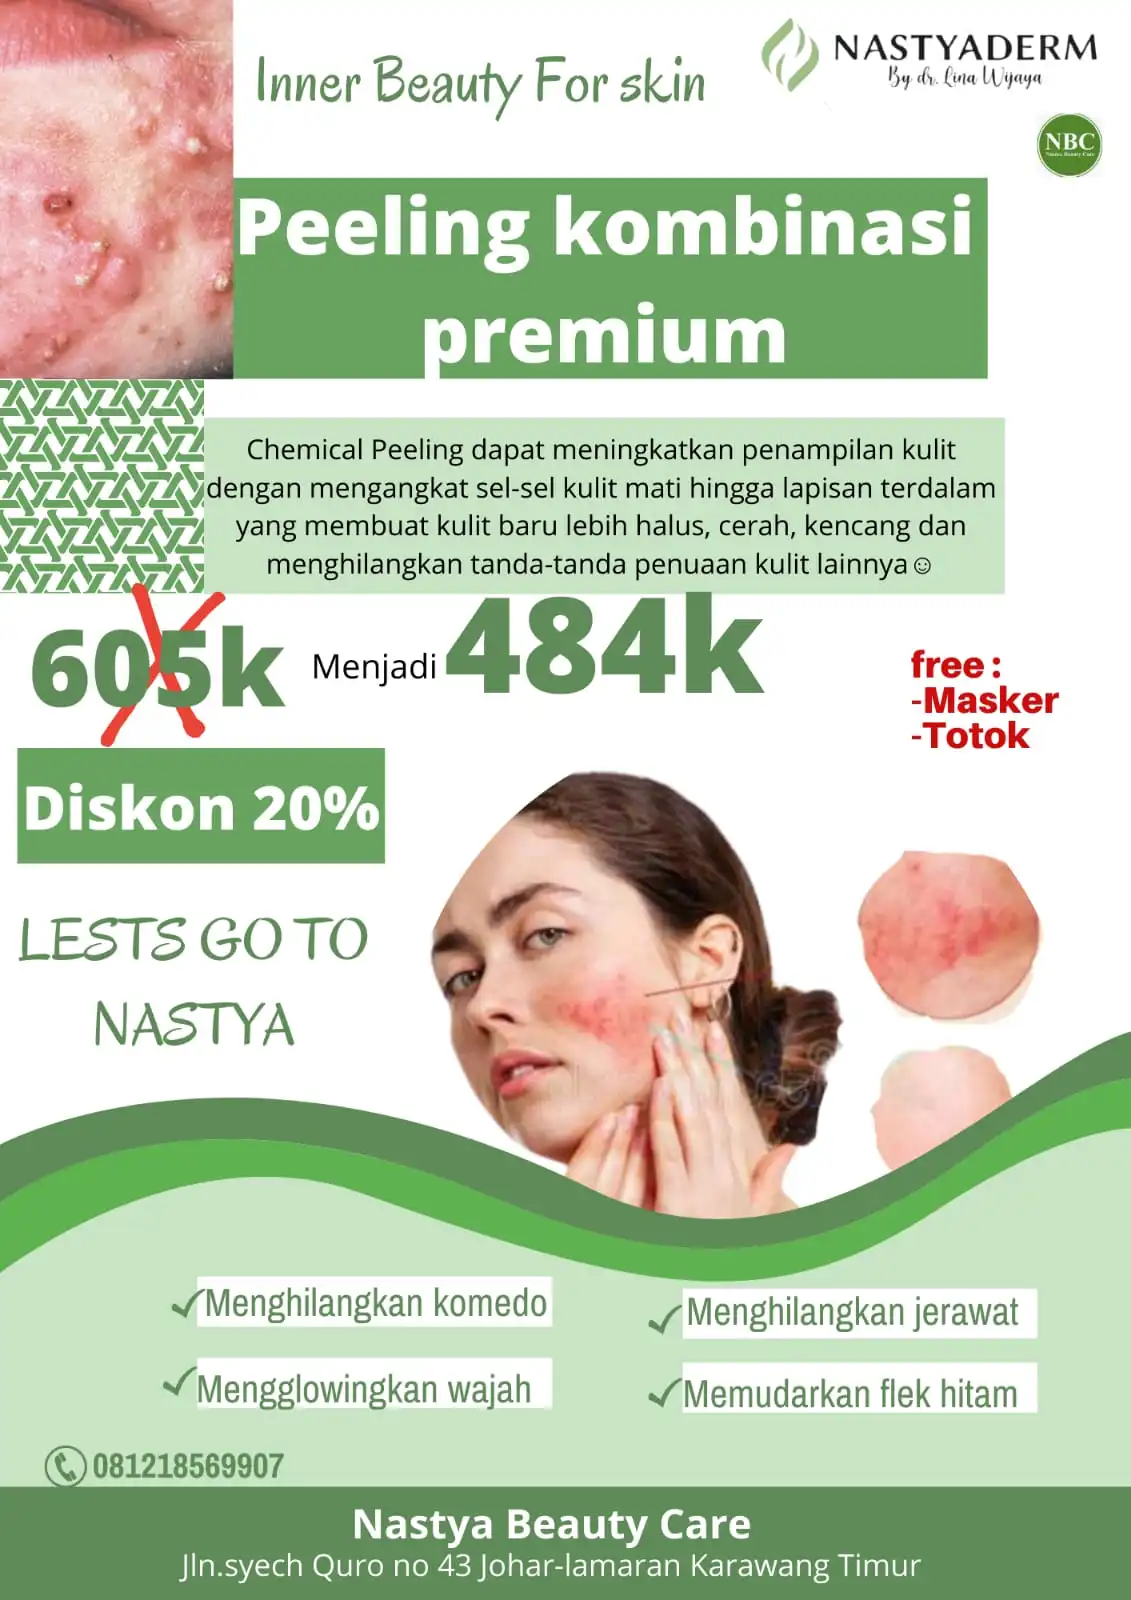 Inner Beauty For skin
NASTYADERM
By dr. Lina Wijaya
NBC
Nastya Beauty Care
Peeling kombinasi
premium
Chemical Peeling dapat meningkatkan penampilan kulit
dengan mengangkat sel-sel kulit mati hingga lapisan terdalam
yang membuat kulit baru lebih halus, cerah, kencang dan
menghilangkan tanda-tanda penuaan kulit lainnya☺
605k Menjadi 484k
free :
-Masker
-Totok
Diskon 20%
LESTS GO TO
NASTYA
Menghilangkan komedo
Menghilangkan jerawat
Mengglowingkan wajah
Memudarkan flek hitam
081218569907
Nastya Beauty Care
Jln.syech Quro no 43 Johar-lamaran Karawang Timur